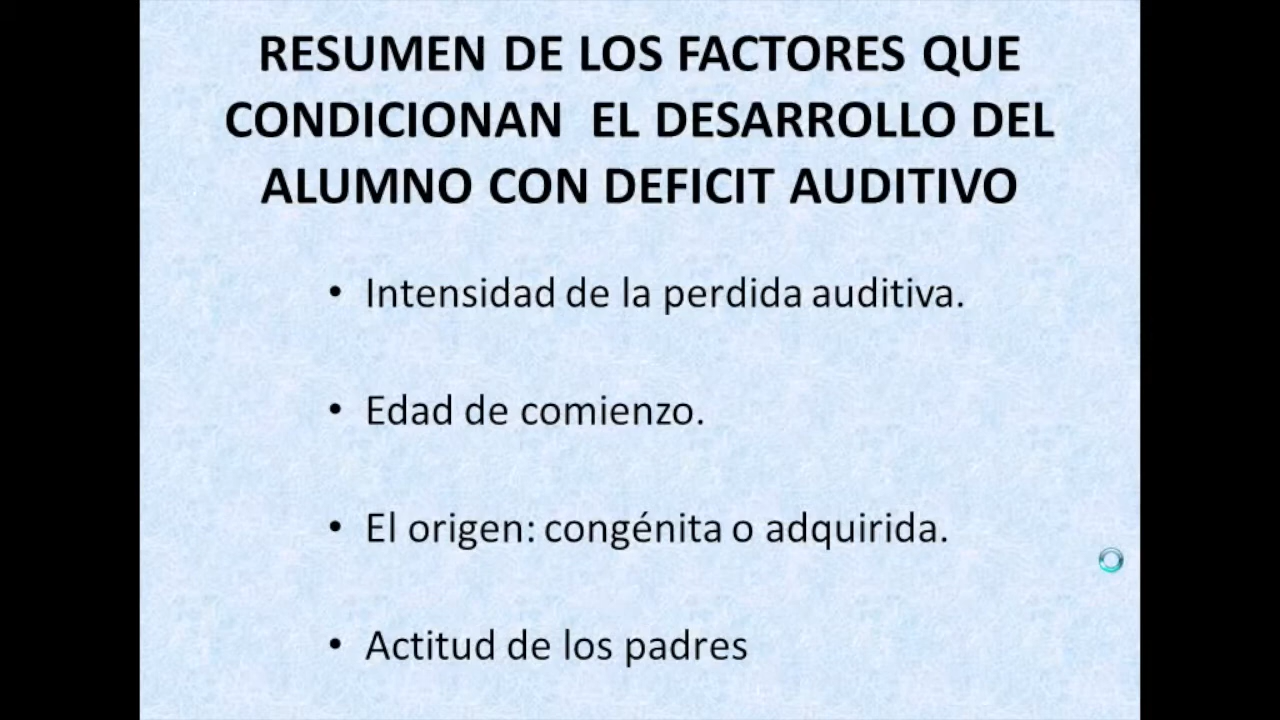 RESUMEN DE LOS FACTORES QUE
CONDICIONAN EL DESARROLLO DEL
ALUMNO CON DEFICIT AUDITIVO
• Intensidad de la perdida auditiva.
• Edad de comienzo.
• El origen: congénita o adquirida.
• Actitud de los padres